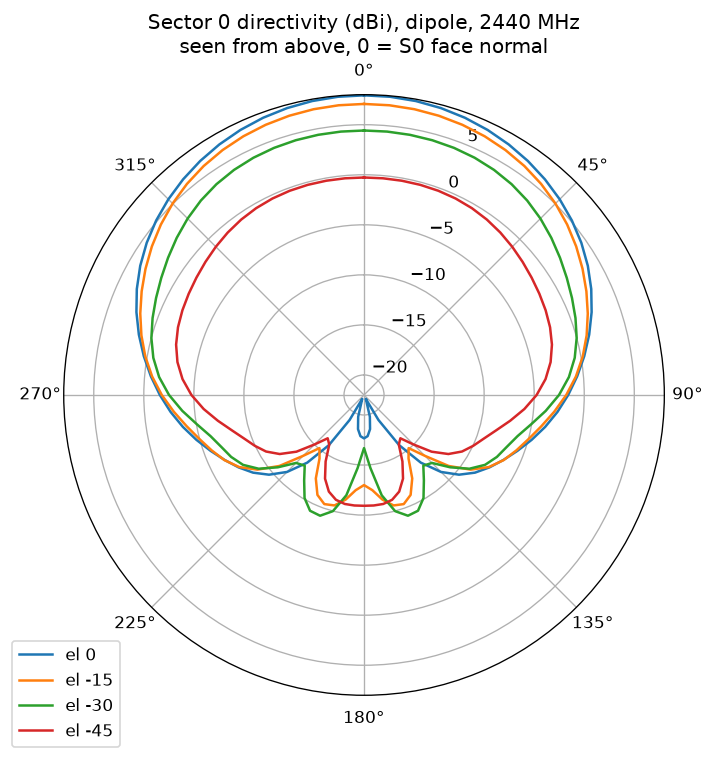 Sector 0 directivity (dBi), dipole, 2440 MHz
seen from above, 0 = S0 face normal
0°
5
315°
45°
0
−5
−10
−15
−20
270°
90°
225°
135°
180°
el 0
el -15
el -30
el -45